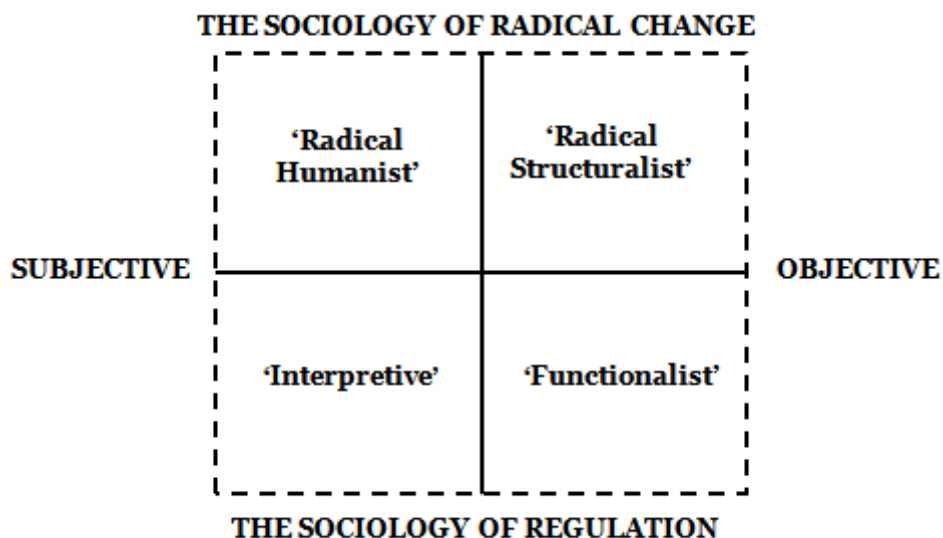 THE SOCIOLOGY OF RADICAL CHANGE
‘Radical
Humanist’
‘Radical
Structuralist’
SUBJECTIVE
OBJECTIVE
‘Interpretive’
‘Functionalist’
THE SOCIOLOGY OF REGULATION